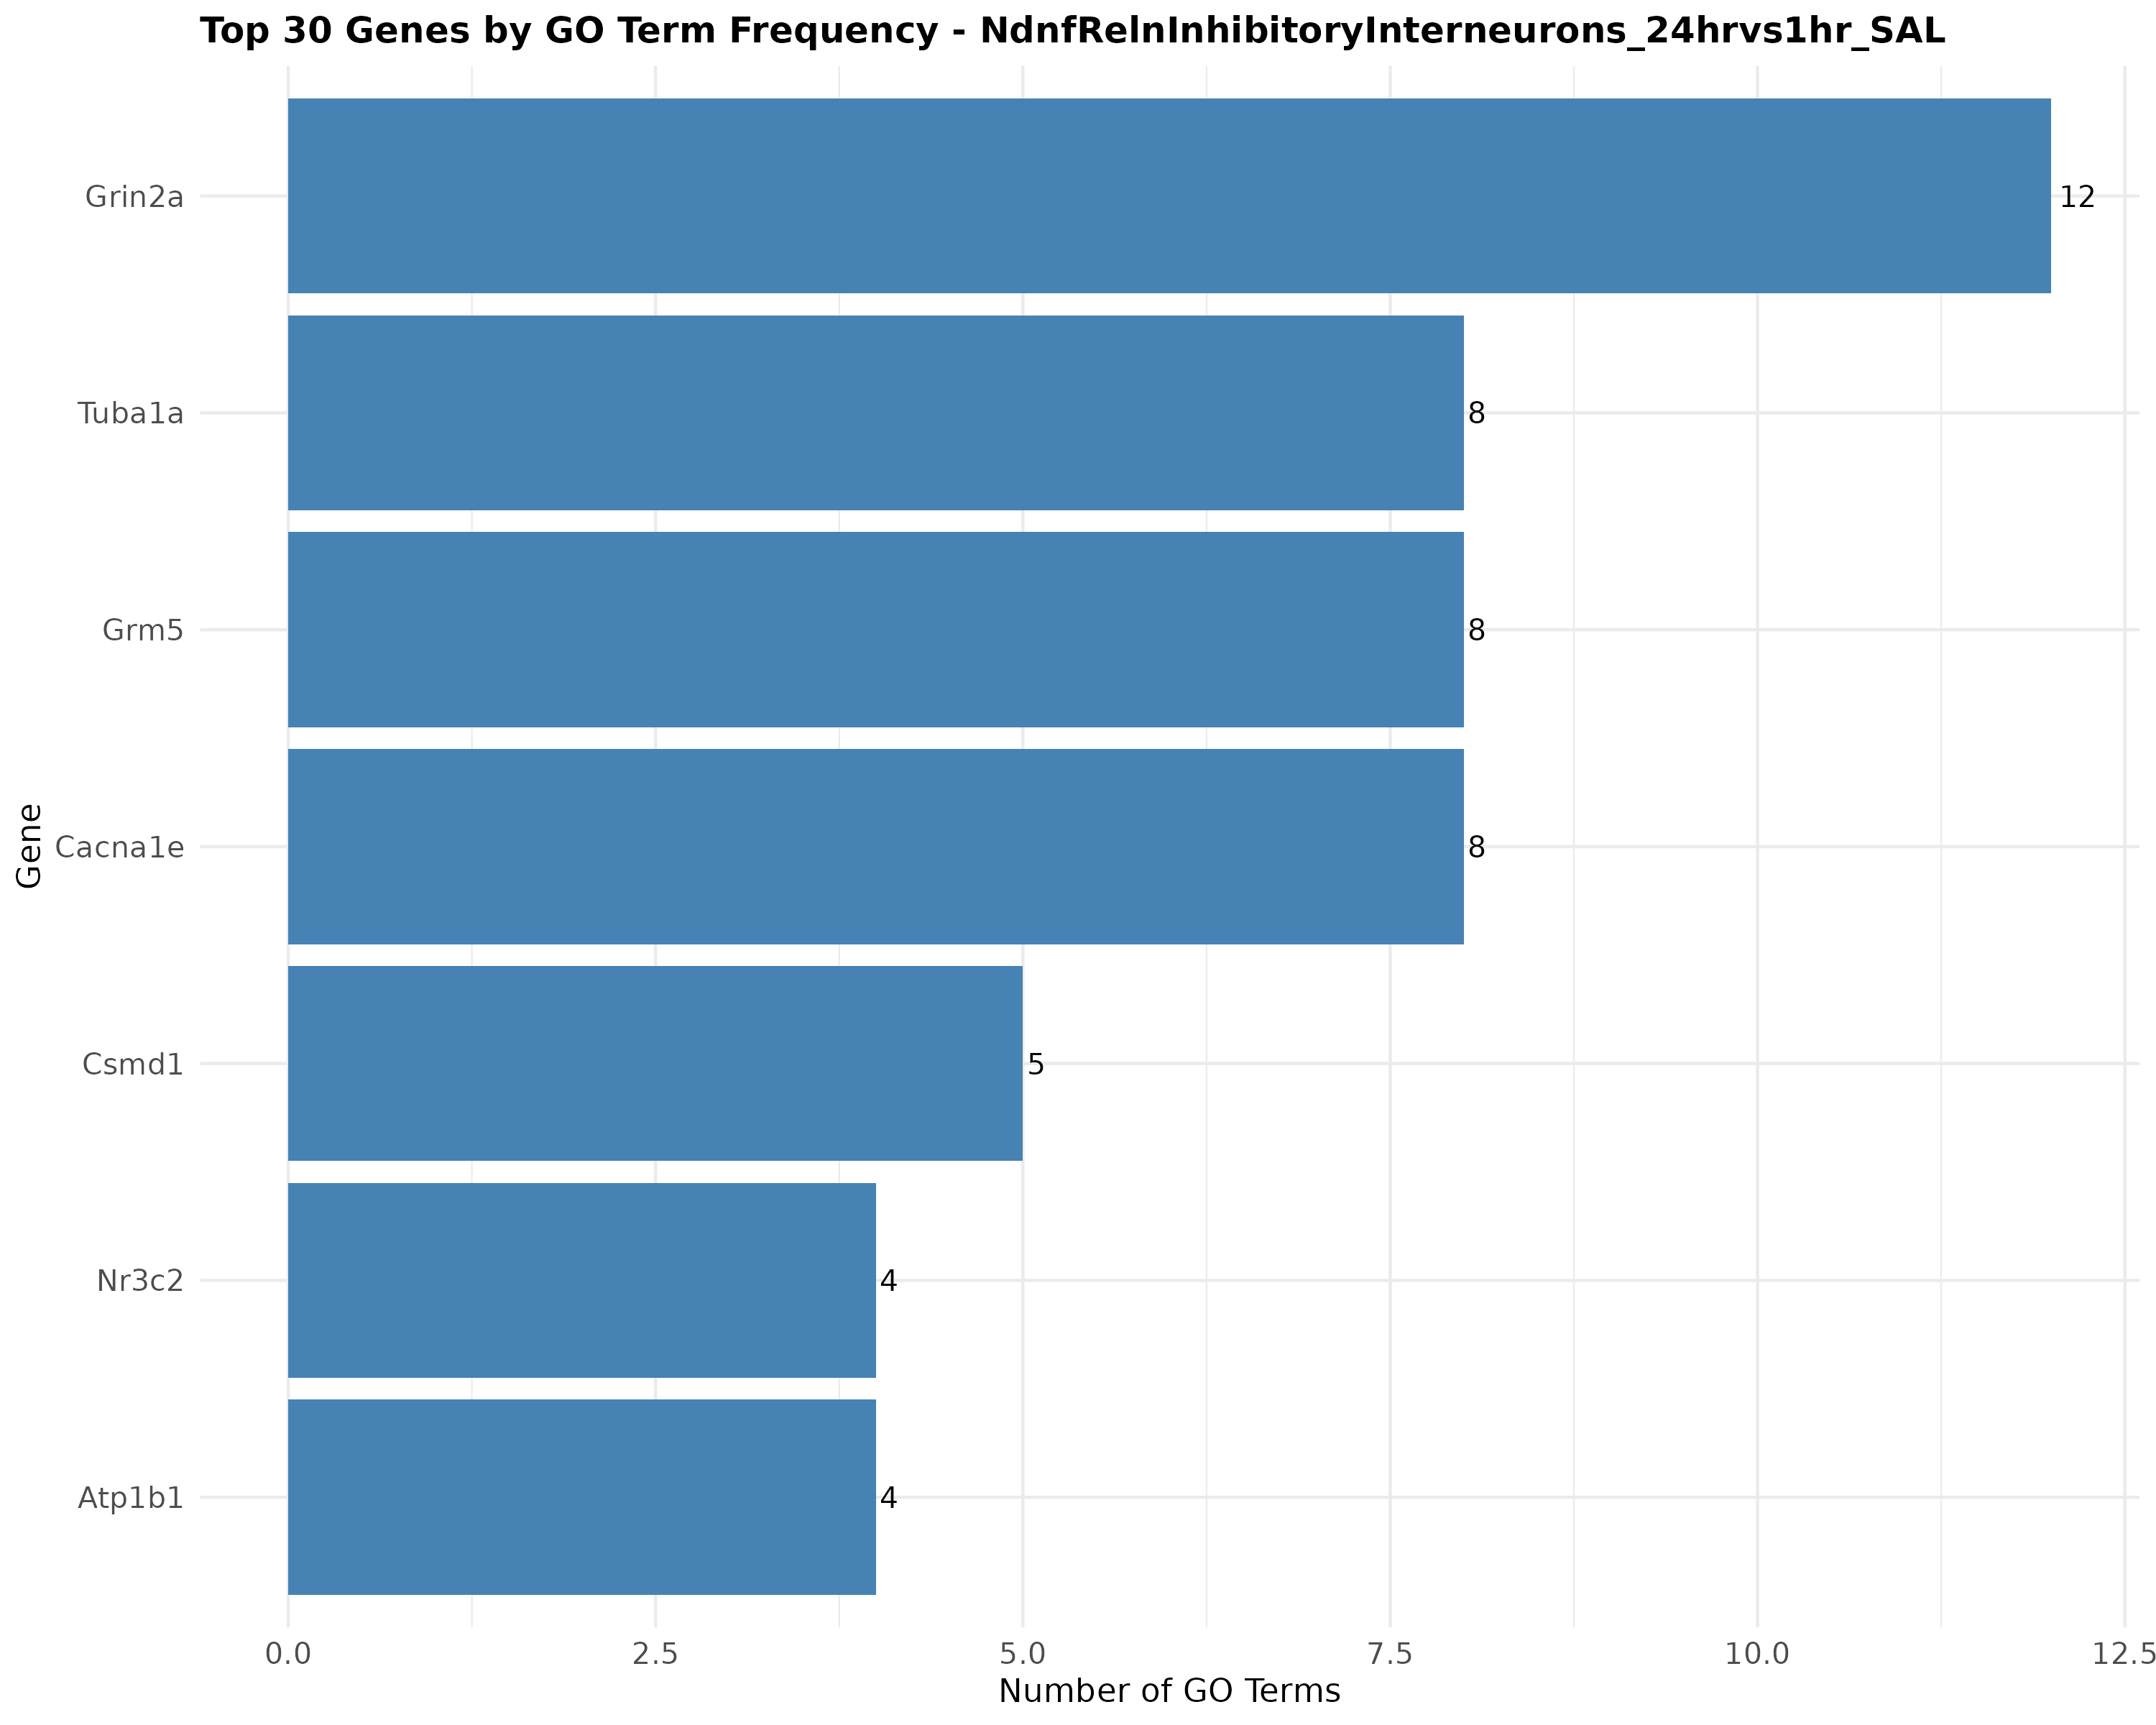 Top 30 Genes by GO Term Frequency - NdnfRelnInhibitoryInterneurons_24hrvs1hr_SAL
Gene
Grin2a
12
Tuba1a
8
Grm5
8
Cacna1e
8
Csmd1
5
Nr3c2
4
Atp1b1
4
0.0 2.5 5.0 7.5 10.0 12.5
Number of GO Terms